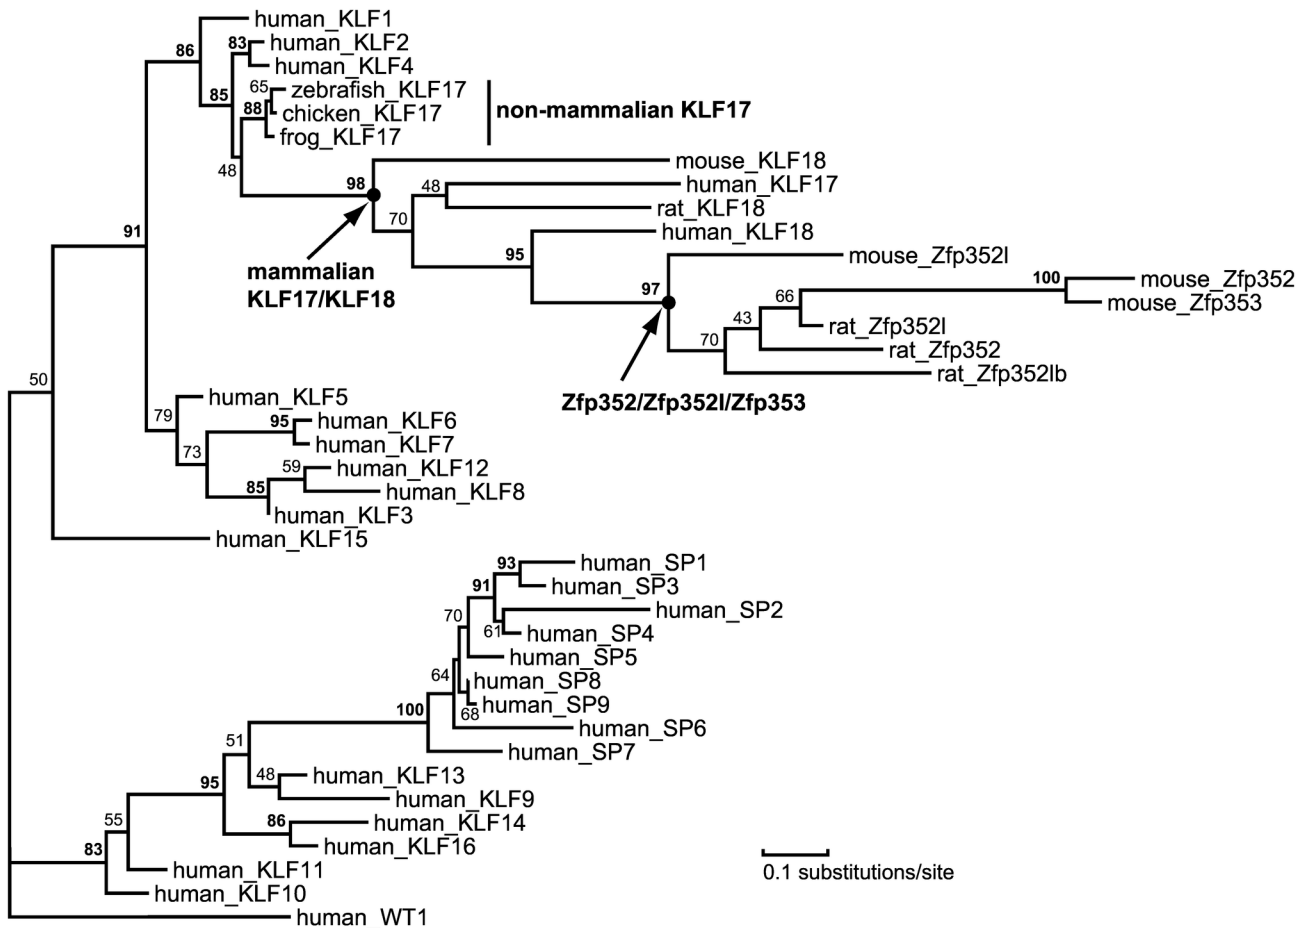 human_KLF1
86
83
human_KLF2
human_KLF4
85
65
zebrafish_KLF17
88
chicken_KLF17
non-mammalian KLF17
frog_KLF17
48
mouse_KLF18
98
48
human_KLF17
70
rat_KLF18
91
human_KLF18
95
mouse_Zfp352l
mammalian
KLF17/KLF18
97
100
mouse_Zfp352
66
mouse_Zfp353
43
rat_Zfp352l
70
rat_Zfp352
rat_Zfp352lb
50
Zfp352/Zfp352l/Zfp353
human_KLF5
79
95
human_KLF6
human_KLF7
73
59
human_KLF12
85
human_KLF8
human_KLF3
human_KLF15
93
human_SP1
91
human_SP3
human_SP2
70
61
human_SP4
human_SP5
64
human_SP8
68
human_SP9
100
human_SP6
51
human_SP7
48
human_KLF13
95
human_KLF9
86
human_KLF14
55
human_KLF16
83
human_KLF11
0.1 substitutions/site
human_KLF10
human_WT1